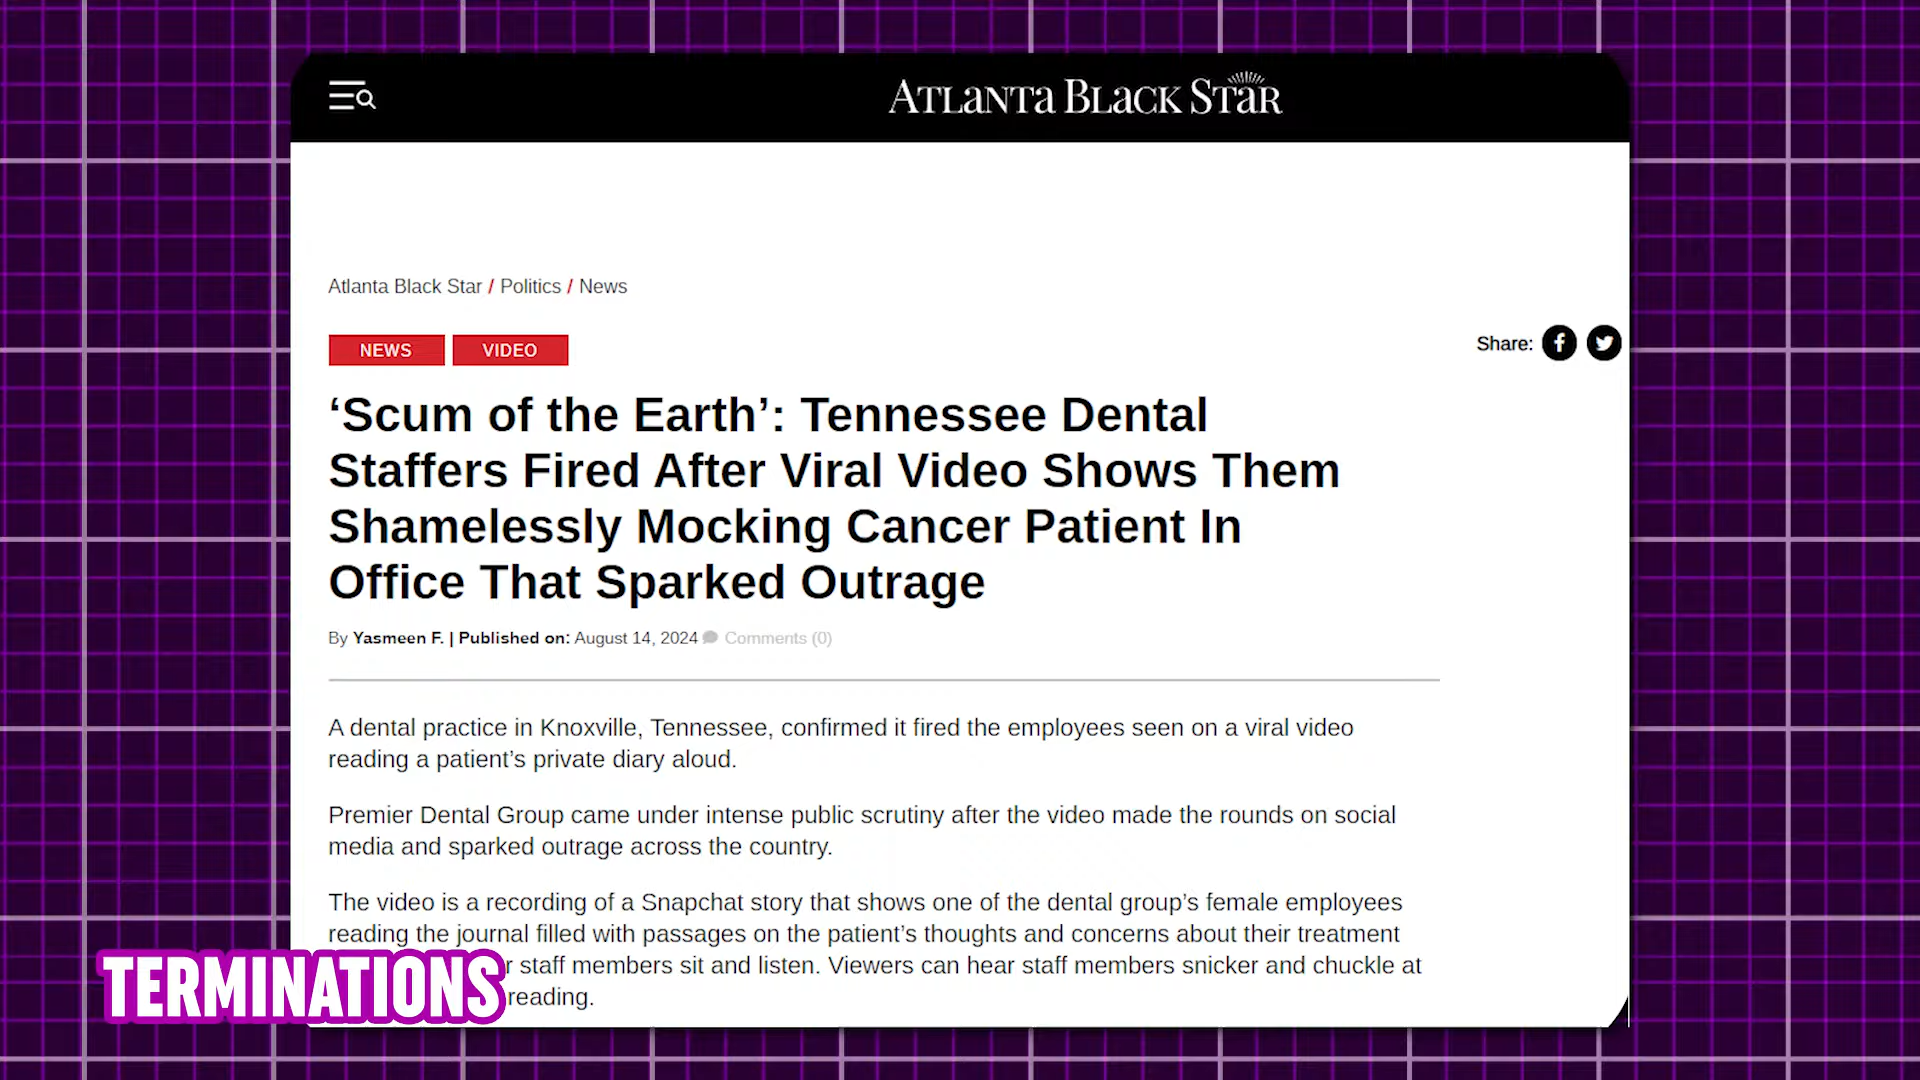 ATLANTA BLACK STAR
Atlanta Black Star / Politics / News
NEWS VIDEO
Share:
‘Scum of the Earth’: Tennessee Dental
Staffers Fired After Viral Video Shows Them
Shamelessly Mocking Cancer Patient In
Office That Sparked Outrage
By Yasmeen F. | Published on: August 14, 2024 Comments (0)
A dental practice in Knoxville, Tennessee, confirmed it fired the employees seen on a viral video
reading a patient’s private diary aloud.
Premier Dental Group came under intense public scrutiny after the video made the rounds on social
media and sparked outrage across the country.
The video is a recording of a Snapchat story that shows one of the dental group’s female employees
reading the journal filled with passages on the patient’s thoughts and concerns about their treatment
r staff members sit and listen. Viewers can hear staff members snicker and chuckle at
reading.
TERMINATIONS